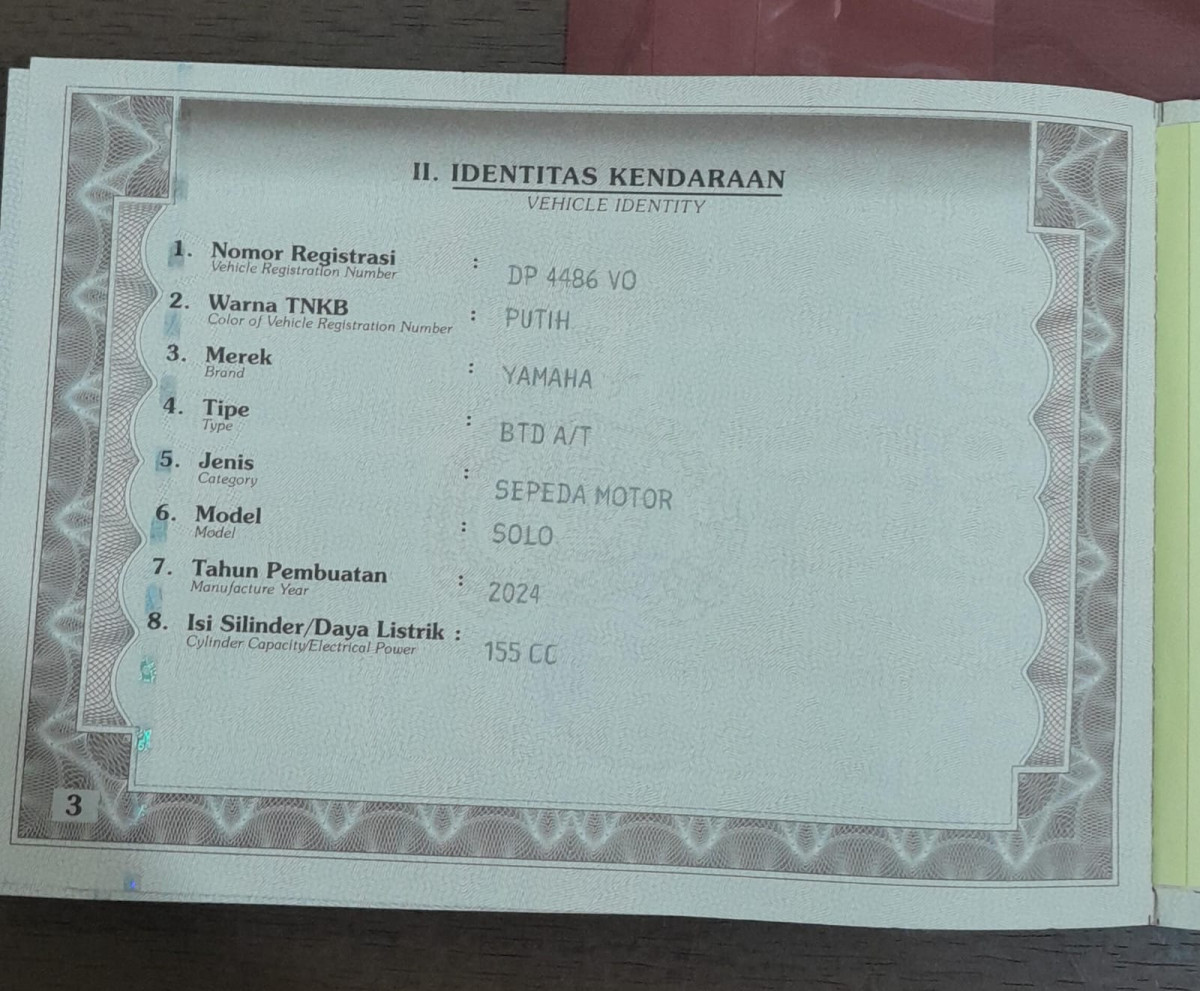 II. IDENTITAS KENDARAAN
VEHICLE IDENTITY
1. Nomor Registrasi : DP 4486 VO
Vehicle Registration Number
2. Warna TNKB : PUTIH
Color of Vehicle Registration Number
3. Merek : YAMAHA
Brand
4. Tipe : BTD A/T
Type
5. Jenis : SEPEDA MOTOR
Category
6. Model : SOLO
Model
7. Tahun Pembuatan : 2024
Manufacture Year
8. Isi Silinder/Daya Listrik : 155 CC
Cylinder Capacity/Electrical Power
3